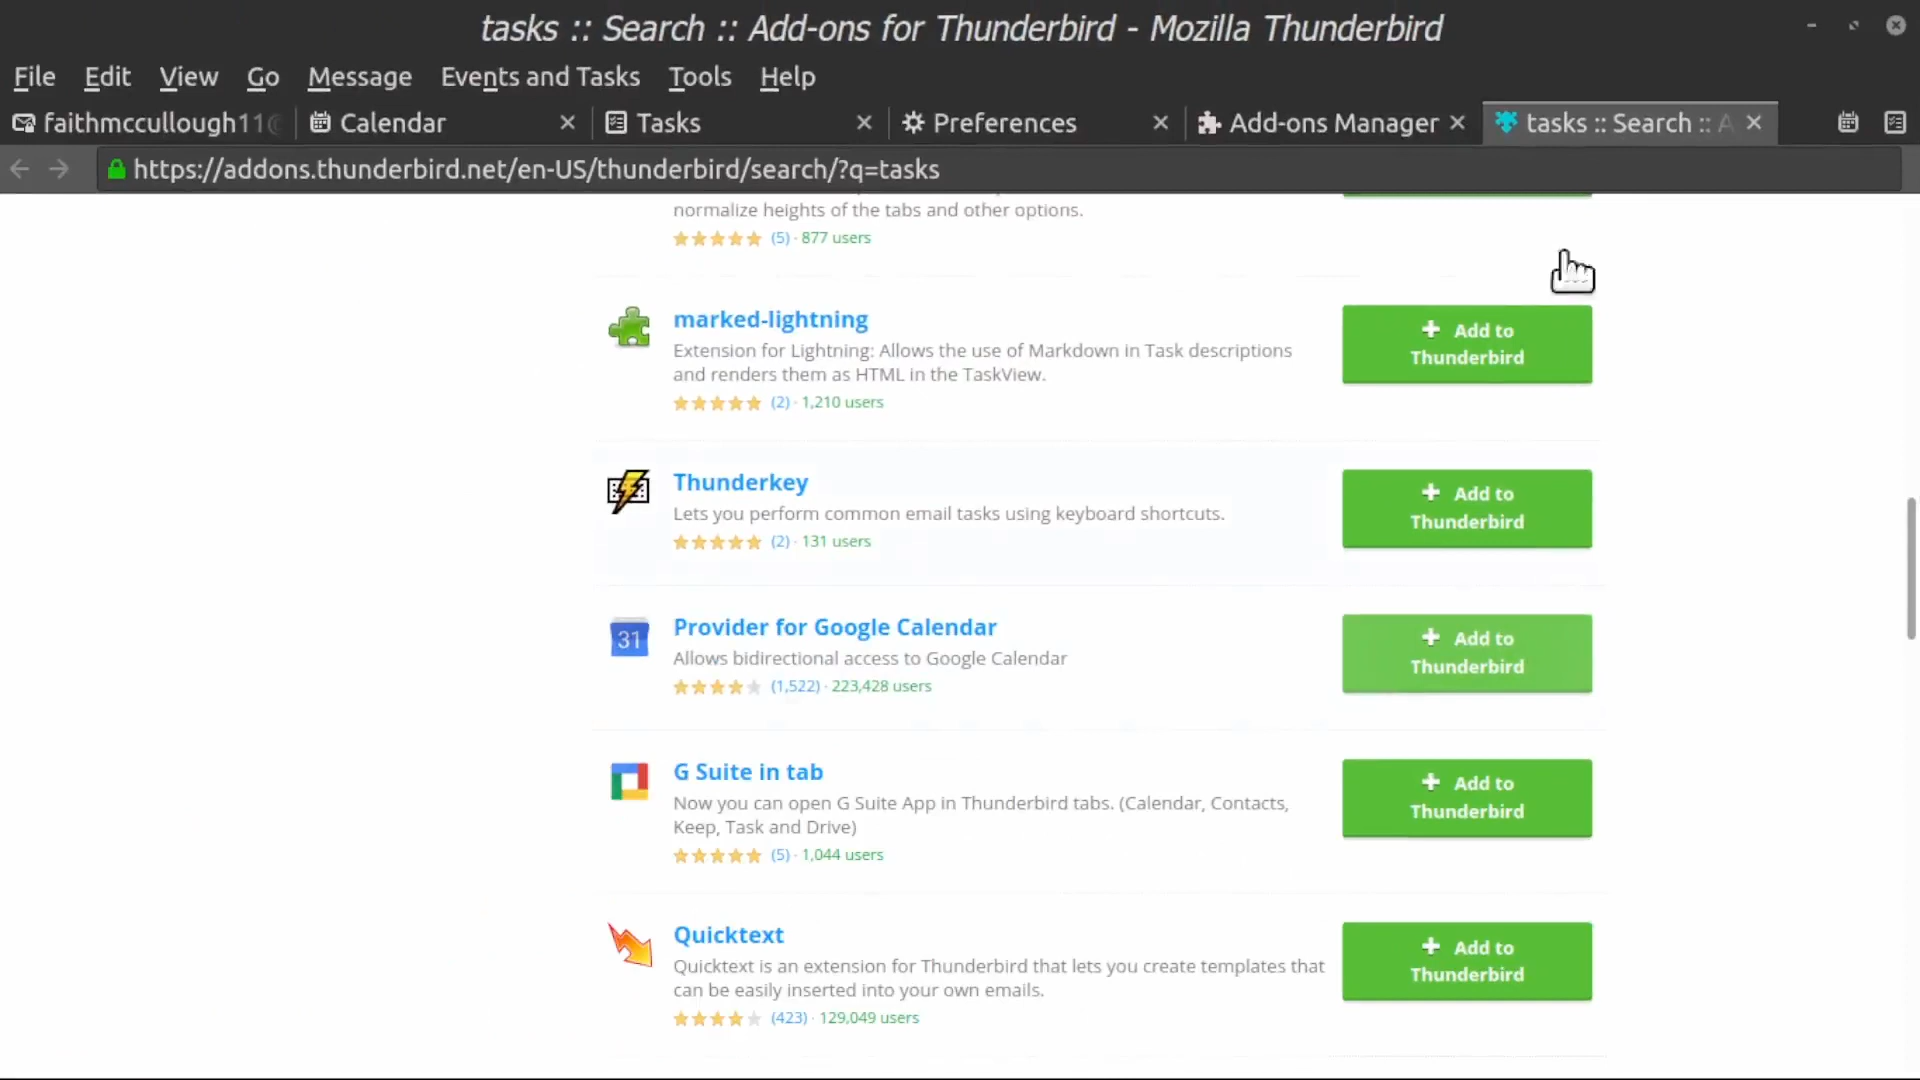 tasks :: Search :: Add-ons for Thunderbird - Mozilla Thunderbird
File Edit View Go Message Events and Tasks Tools Help
faithmccullough11@ Calendar Tasks Preferences Add-ons Manager tasks :: Search :: A
https://addons.thunderbird.net/en-US/thunderbird/search/?q=tasks
normalize heights of the tabs and other options.
(5) · 877 users
marked-lightning
Extension for Lightning: Allows the use of Markdown in Task descriptions
and renders them as HTML in the TaskView.
(2) · 1,210 users
Add to
Thunderbird
Thunderkey
Lets you perform common email tasks using keyboard shortcuts.
(2) · 131 users
Add to
Thunderbird
31
Provider for Google Calendar
Allows bidirectional access to Google Calendar
(1,522) · 223,428 users
Add to
Thunderbird
G Suite in tab
Now you can open G Suite App in Thunderbird tabs. (Calendar, Contacts,
Keep, Task and Drive)
(5) · 1,044 users
Add to
Thunderbird
Quicktext
Quicktext is an extension for Thunderbird that lets you create templates that
can be easily inserted into your own emails.
(423) · 129,049 users
Add to
Thunderbird